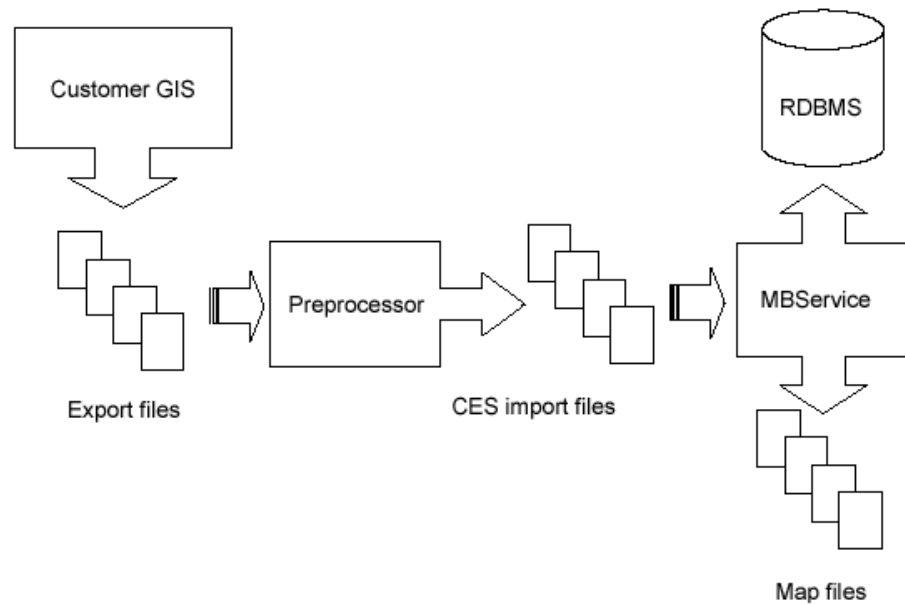 Customer GIS
RDBMS
Preprocessor
MBService
Export files
CES import files
Map files